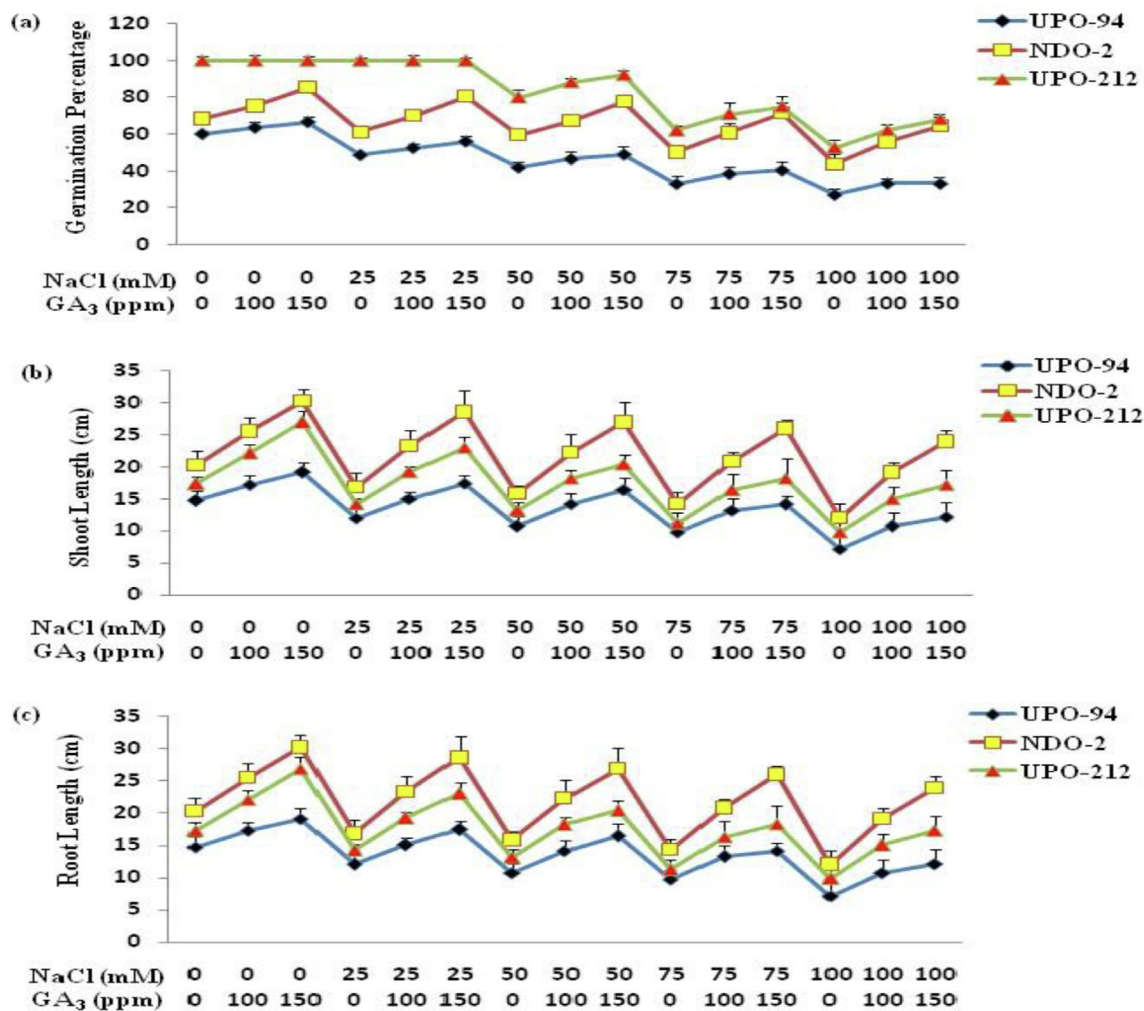 (a)
120
100
80
60
40
20
0
Germination Percentage
UPO-94
NDO-2
UPO-212
NaCl (mM) 0 0 0 25 25 25 50 50 50 75 75 75 100 100 100
GA3 (ppm) 0 100 150 0 100 150 0 100 150 0 100 150 0 100 150
(b)
35
30
25
20
15
10
5
0
Shoot Length (cm)
UPO-94
NDO-2
UPO-212
NaCl (mM) 0 0 0 25 25 25 50 50 50 75 75 75 100 100 100
GA3 (ppm) 0 100 150 0 100 150 0 100 150 0 100 150 0 100 150
(c)
35
30
25
20
15
10
5
0
Root Length (cm)
UPO-94
NDO-2
UPO-212
NaCl (mM) 0 0 0 25 25 25 50 50 50 75 75 75 100 100 100
GA3 (ppm) 0 100 150 0 100 150 0 100 150 0 100 150 0 100 150